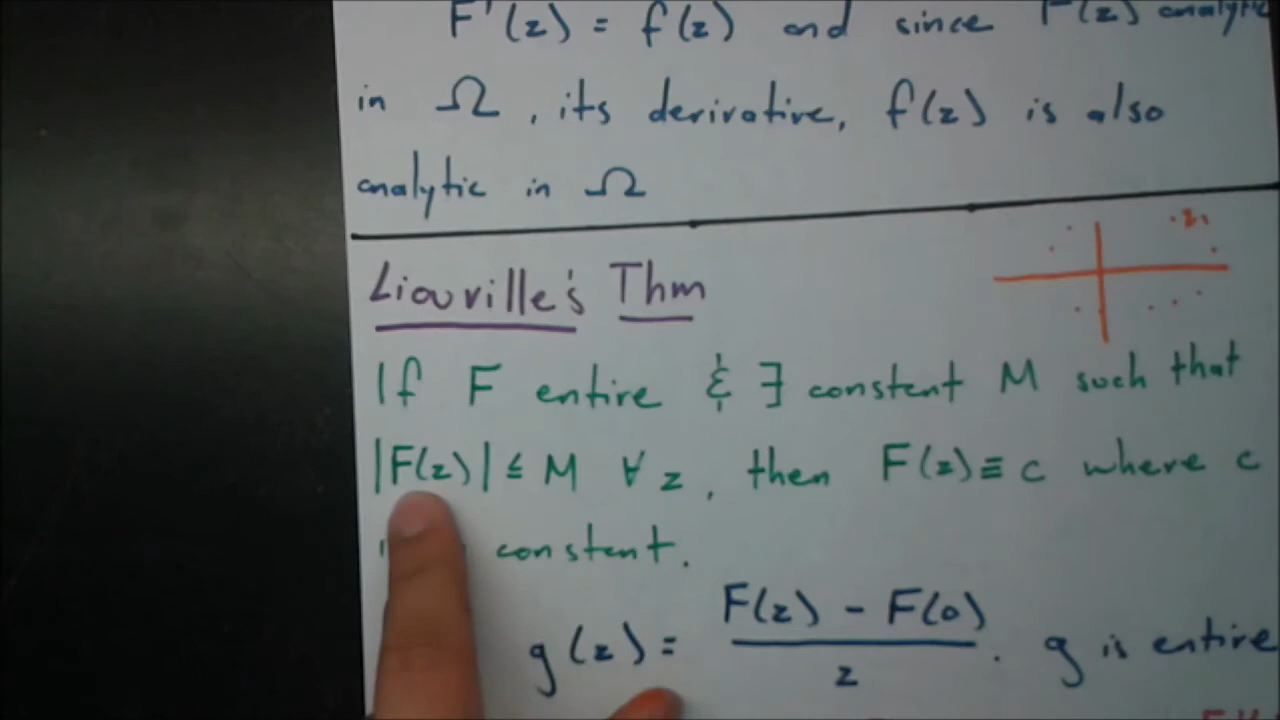 F'(z) = f(z) and since F(z) analytic
in Ω, its derivative, f(z) is also
analytic in Ω
Liouville's Thm
If F entire & ∃ constant M such that
|F(z)| ≤ M ∀ z, then F(z) ≡ c where c
constant.
g(z) = F(z) - F(0) / z . g is entire